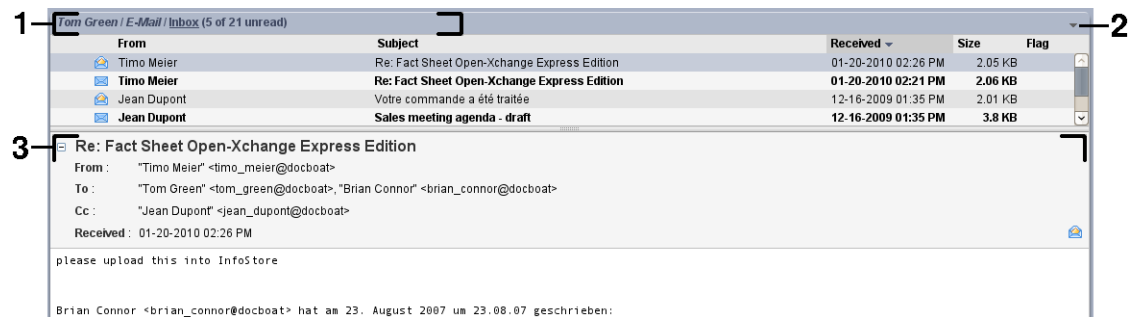 1 Tom Green / E-Mail / Inbox (5 of 21 unread) 2
From Subject Received Size Flag
Timo Meier Re: Fact Sheet Open-Xchange Express Edition 01-20-2010 02:26 PM 2.05 KB
Timo Meier Re: Fact Sheet Open-Xchange Express Edition 01-20-2010 02:21 PM 2.06 KB
Jean Dupont Votre commande a été traitée 12-16-2009 01:35 PM 2.01 KB
Jean Dupont Sales meeting agenda - draft 12-16-2009 01:35 PM 3.8 KB
3 Re: Fact Sheet Open-Xchange Express Edition
From : "Timo Meier" <timo_meier@docboat>
To : "Tom Green" <tom_green@docboat>, "Brian Connor" <brian_connor@docboat>
Cc : "Jean Dupont" <jean_dupont@docboat>
Received : 01-20-2010 02:26 PM
please upload this into InfoStore
Brian Connor <brian_connor@docboat> hat am 23. August 2007 um 23.08.07 geschrieben: